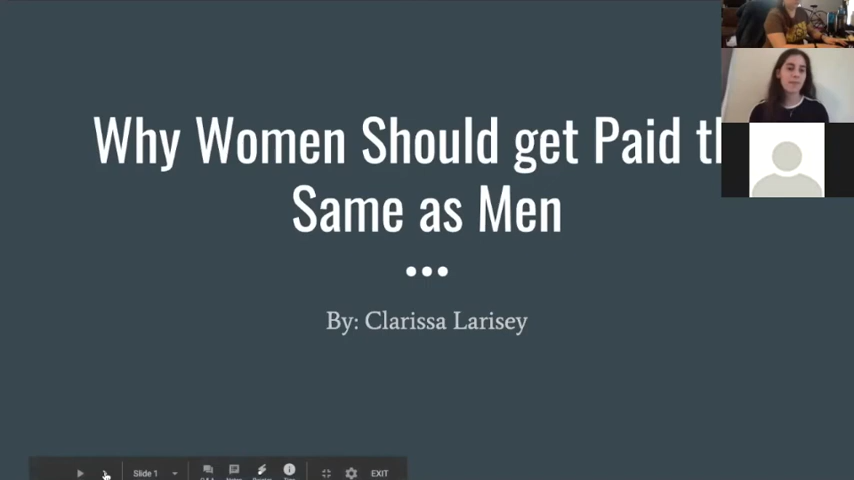 Why Women Should get Paid
Same as Men
By: Clarissa Larisey
Slide 1
EXIT